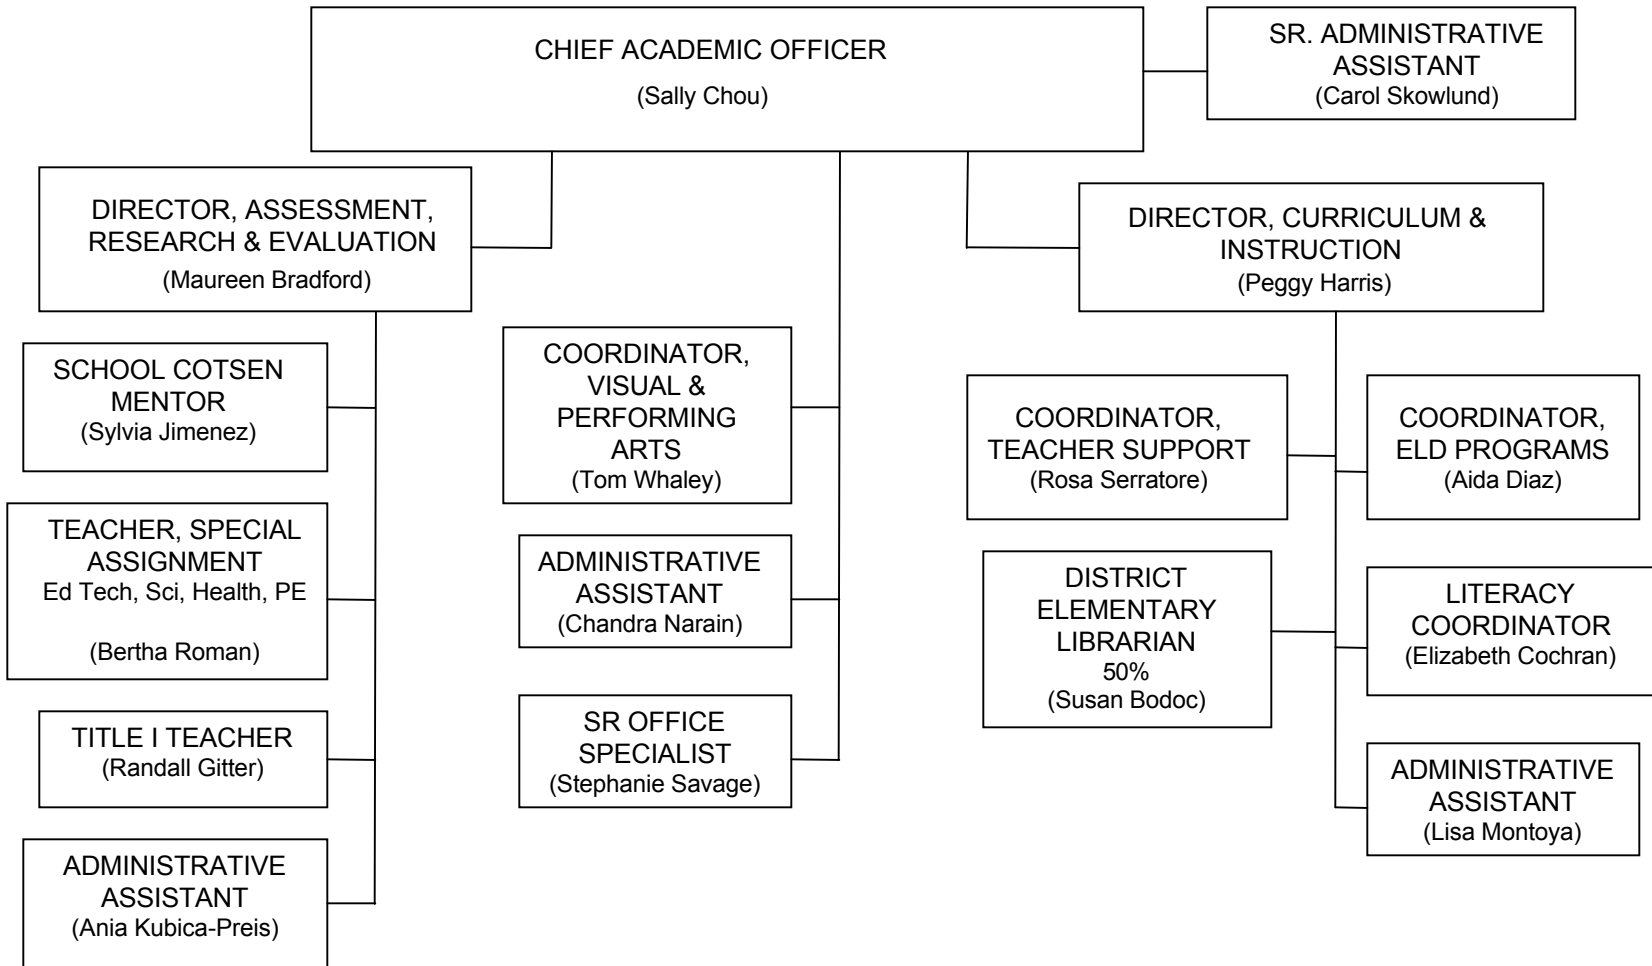 CHIEF ACADEMIC OFFICER
(Sally Chou)
SR. ADMINISTRATIVE
ASSISTANT
(Carol Skowlund)
DIRECTOR, ASSESSMENT,
RESEARCH & EVALUATION
(Maureen Bradford)
DIRECTOR, CURRICULUM &
INSTRUCTION
(Peggy Harris)
SCHOOL COTSEN
MENTOR
(Sylvia Jimenez)
TEACHER, SPECIAL
ASSIGNMENT
Ed Tech, Sci, Health, PE
(Bertha Roman)
TITLE I TEACHER
(Randall Gitter)
ADMINISTRATIVE
ASSISTANT
(Ania Kubica-Preis)
COORDINATOR,
VISUAL &
PERFORMING
ARTS
(Tom Whaley)
ADMINISTRATIVE
ASSISTANT
(Chandra Narain)
SR OFFICE
SPECIALIST
(Stephanie Savage)
COORDINATOR,
TEACHER SUPPORT
(Rosa Serratore)
DISTRICT
ELEMENTARY
LIBRARIAN
50%
(Susan Bodoc)
COORDINATOR,
ELD PROGRAMS
(Aida Diaz)
LITERACY
COORDINATOR
(Elizabeth Cochran)
ADMINISTRATIVE
ASSISTANT
(Lisa Montoya)